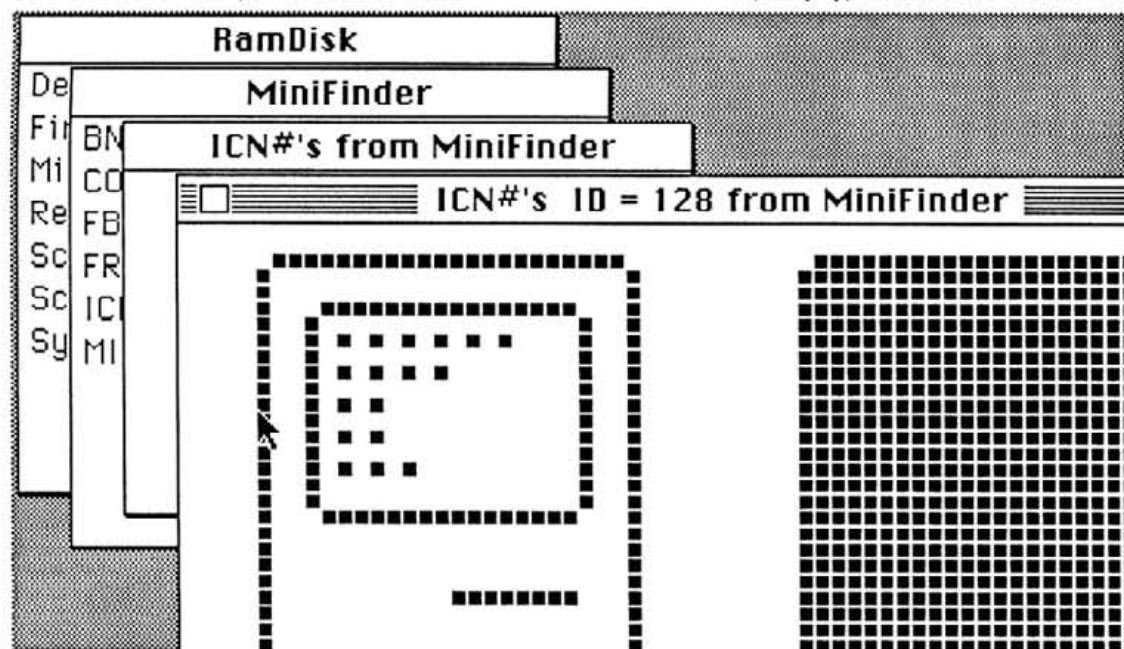 RamDisk
De
Fi
Mi
Re
Sc
Sc
Sy
MiniFinder
BN
CO
FB
FR
IC
MI
ICN#'s from MiniFinder
ICN#'s ID = 128 from MiniFinder